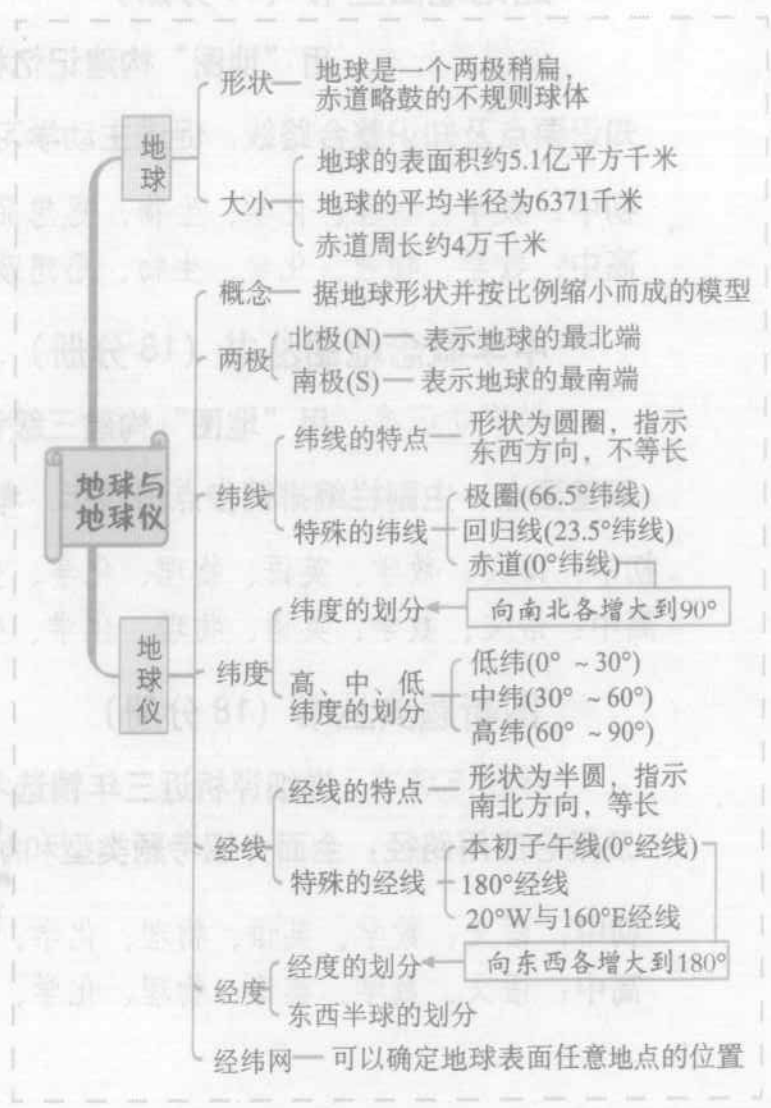 地球与
地球仪
地球
形状
地球是一个两极稍扁,
赤道略鼓的不规则球体
大小
地球的表面积约5.1亿平方千米
地球的平均半径为6371千米
赤道周长约4万千米
地球仪
概念
据地球形状并按比例缩小而成的模型
两极
北极(N)
表示地球的最北端
南极(S)
表示地球的最南端
纬线
纬线的特点
形状为圆圈,指示
东西方向,不等长
特殊的纬线
极圈(66.5°纬线)
回归线(23.5°纬线)
赤道(0°纬线)
纬度
纬度的划分
向南北各增大到90°
高、中、低
纬度的划分
低纬(0° ~30°)
中纬(30° ~60°)
高纬(60° ~90°)
经线
经线的特点
形状为半圆,指示
南北方向,等长
特殊的经线
本初子午线(0°经线)
180°经线
20°W与160°E经线
经度
经度的划分
向东西各增大到180°
东西半球的划分
经纬网
可以确定地球表面任意地点的位置